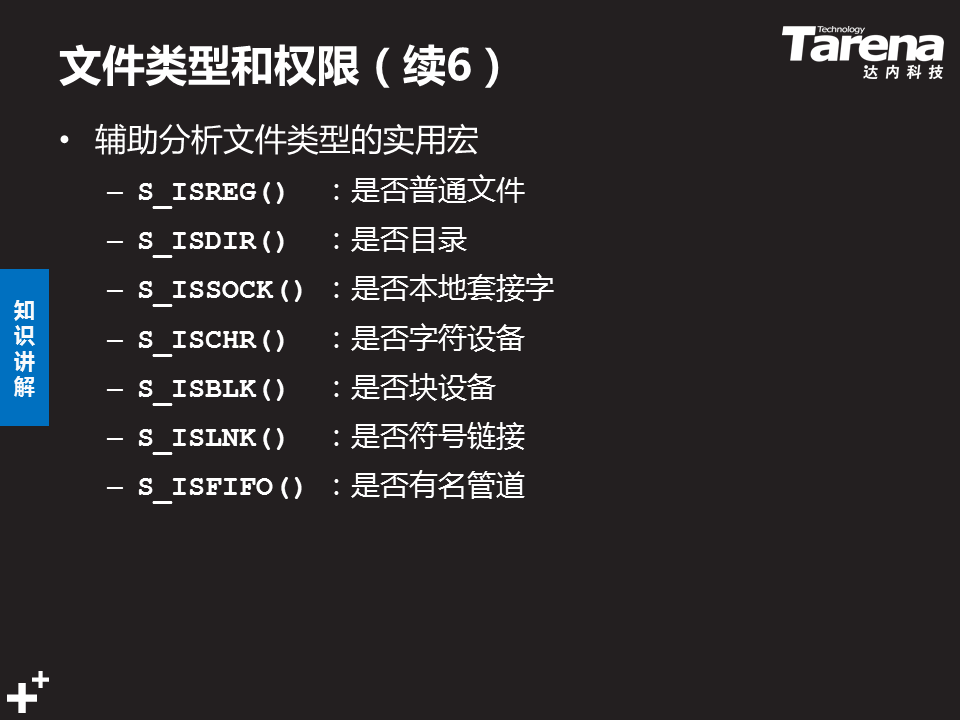 文件类型和权限（续6）
Technology
Tarena
达内科技
• 辅助分析文件类型的实用宏
– S_ISREG() ：是否普通文件
– S_ISDIR() ：是否目录
– S_ISSOCK() ：是否本地套接字
– S_ISCHR() ：是否字符设备
– S_ISBLK() ：是否块设备
– S_ISLNK() ：是否符号链接
– S_ISFIFO() ：是否有名管道
知识讲解